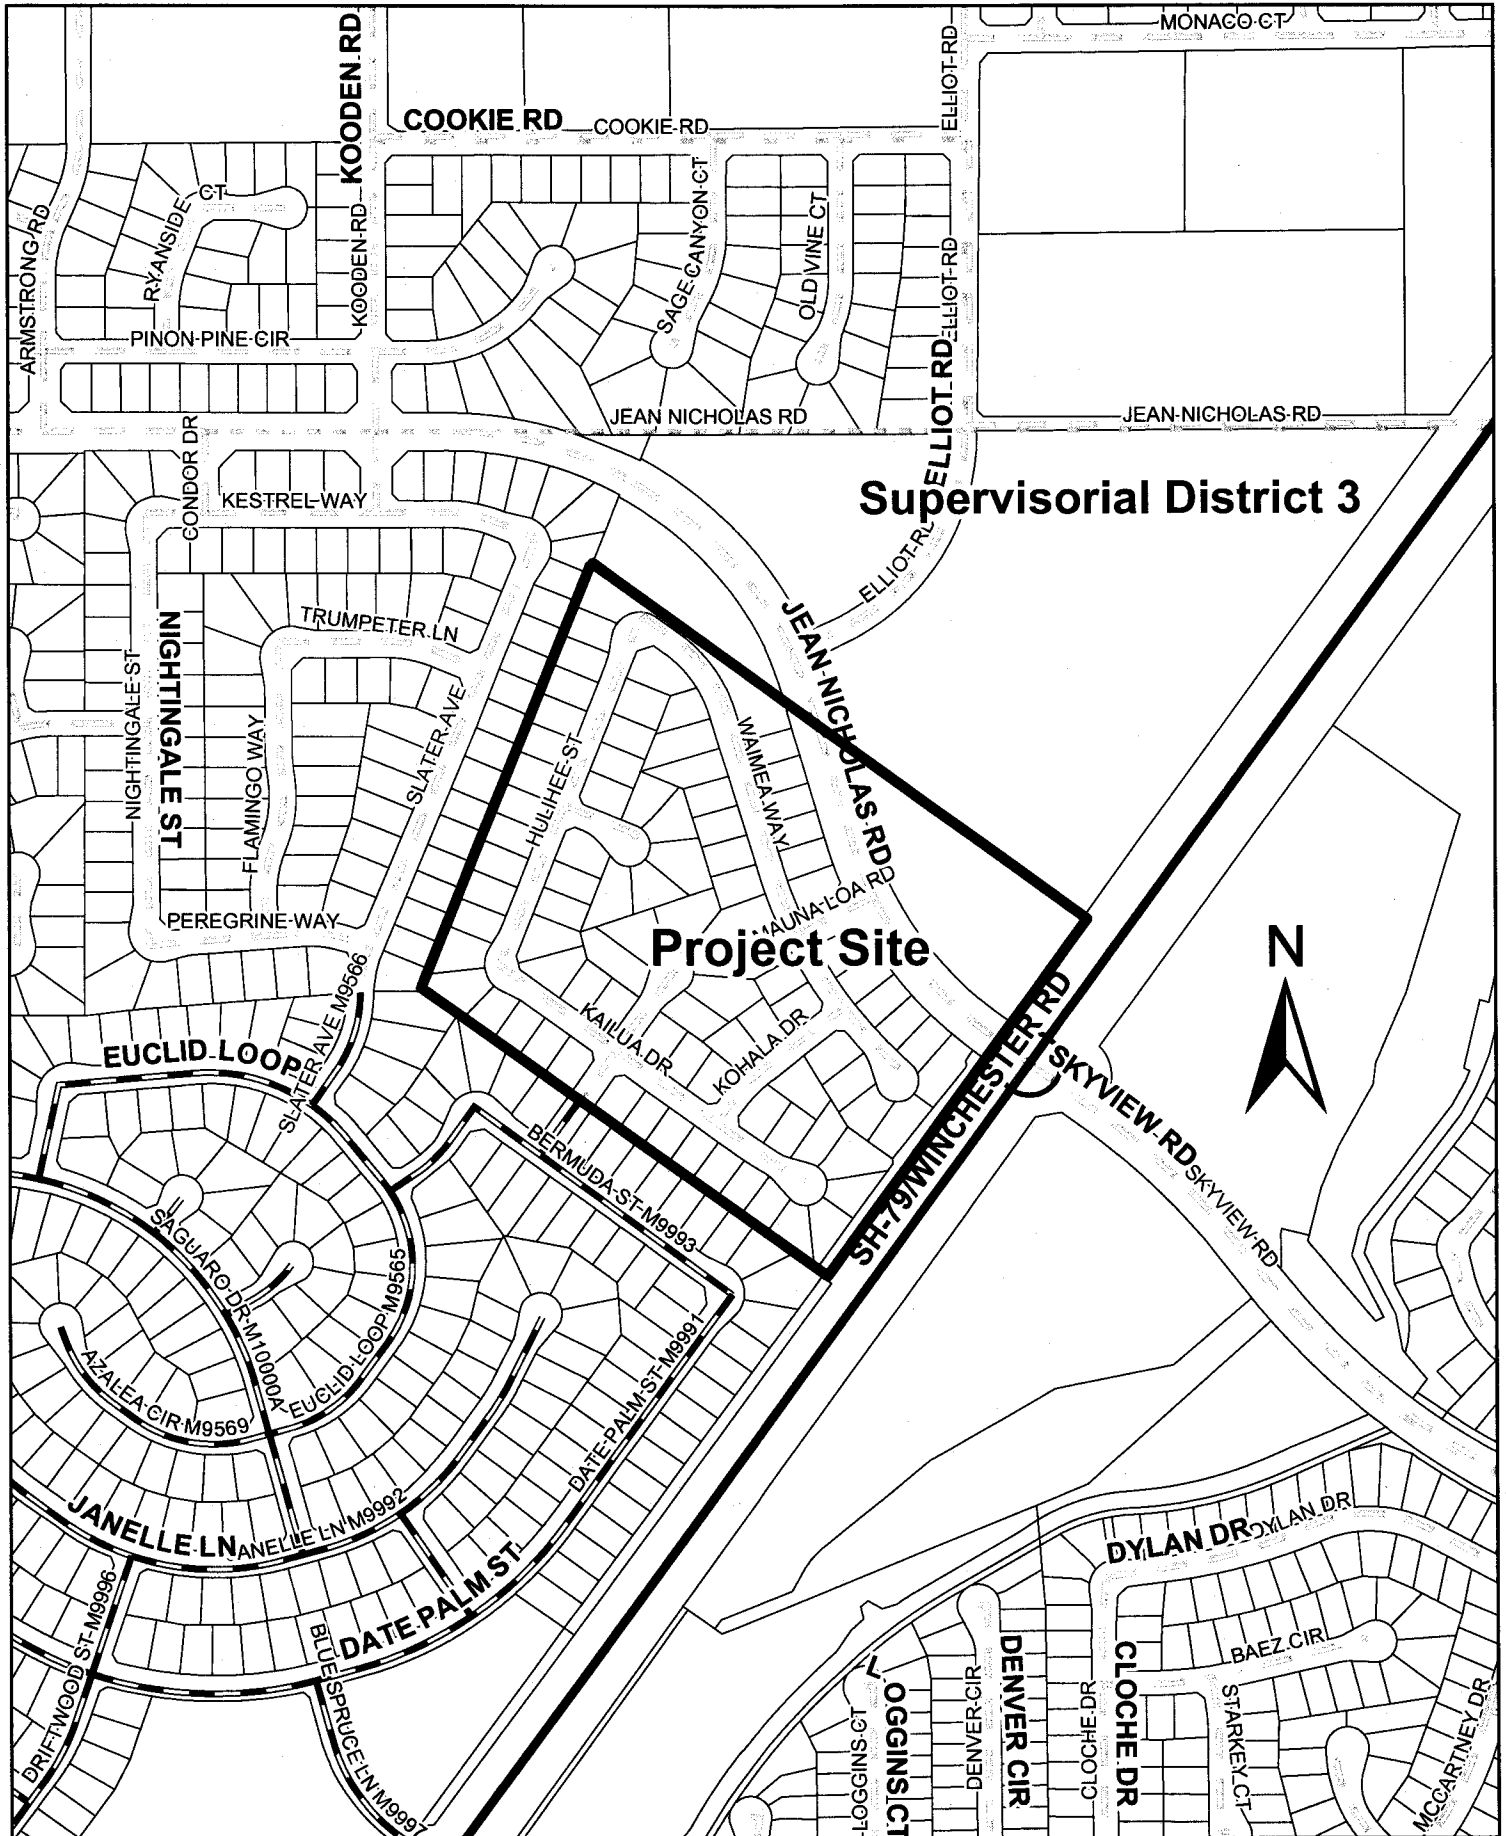 MONACO CT
KOODEN RD
ELLIOT RD
COOKIE RD
COOKIE RD
RYANSIDE CT
SAGE CANYON CT
OLD VINE CT
ARMSTRONG RD
KOODEN RD
ELLIOT RD
PINON PINE CIR
ELLIOT RD
JEAN NICHOLAS RD
JEAN NICHOLAS RD
CONDOR DR
KESTREL WAY
Supervisorial District 3
ELLIOT RD
NIGHTINGALE ST
TRUMPETER LN
JEAN NICHOLAS RD
NIGHTINGALE ST
SLATER AVE
FLAMINGO WAY
HULIHEE ST
WAIMEA WAY
MAUNA LOA RD
PEREGRINE WAY
Project Site
N
SLATER AVE M9566
KAILUA DR
KOHALA DR
EUCLID LOOP
SH-79/WINCHESTER RD
SKYVIEW RD
SKYVIEW RD
BERMUDA ST M9993
SAGUARO DR M10000A
EUCLID LOOP M9565
DATE PALM ST M9991
AZALEA CIR M9569
JANELLE LN
ANELLE LN M9992
DATE PALM ST
DYLAN DR
DYLAN DR
DRIFTWOOD ST M9996
BLUE SPRUCE LN M9997
LOGGINS CT
LOGGINS CT
DENVER CIR
DENVER CIR
CLOCHE DR
CLOCHE DR
BAEZ CIR
STARKEY CT
MCCARTNEY DR